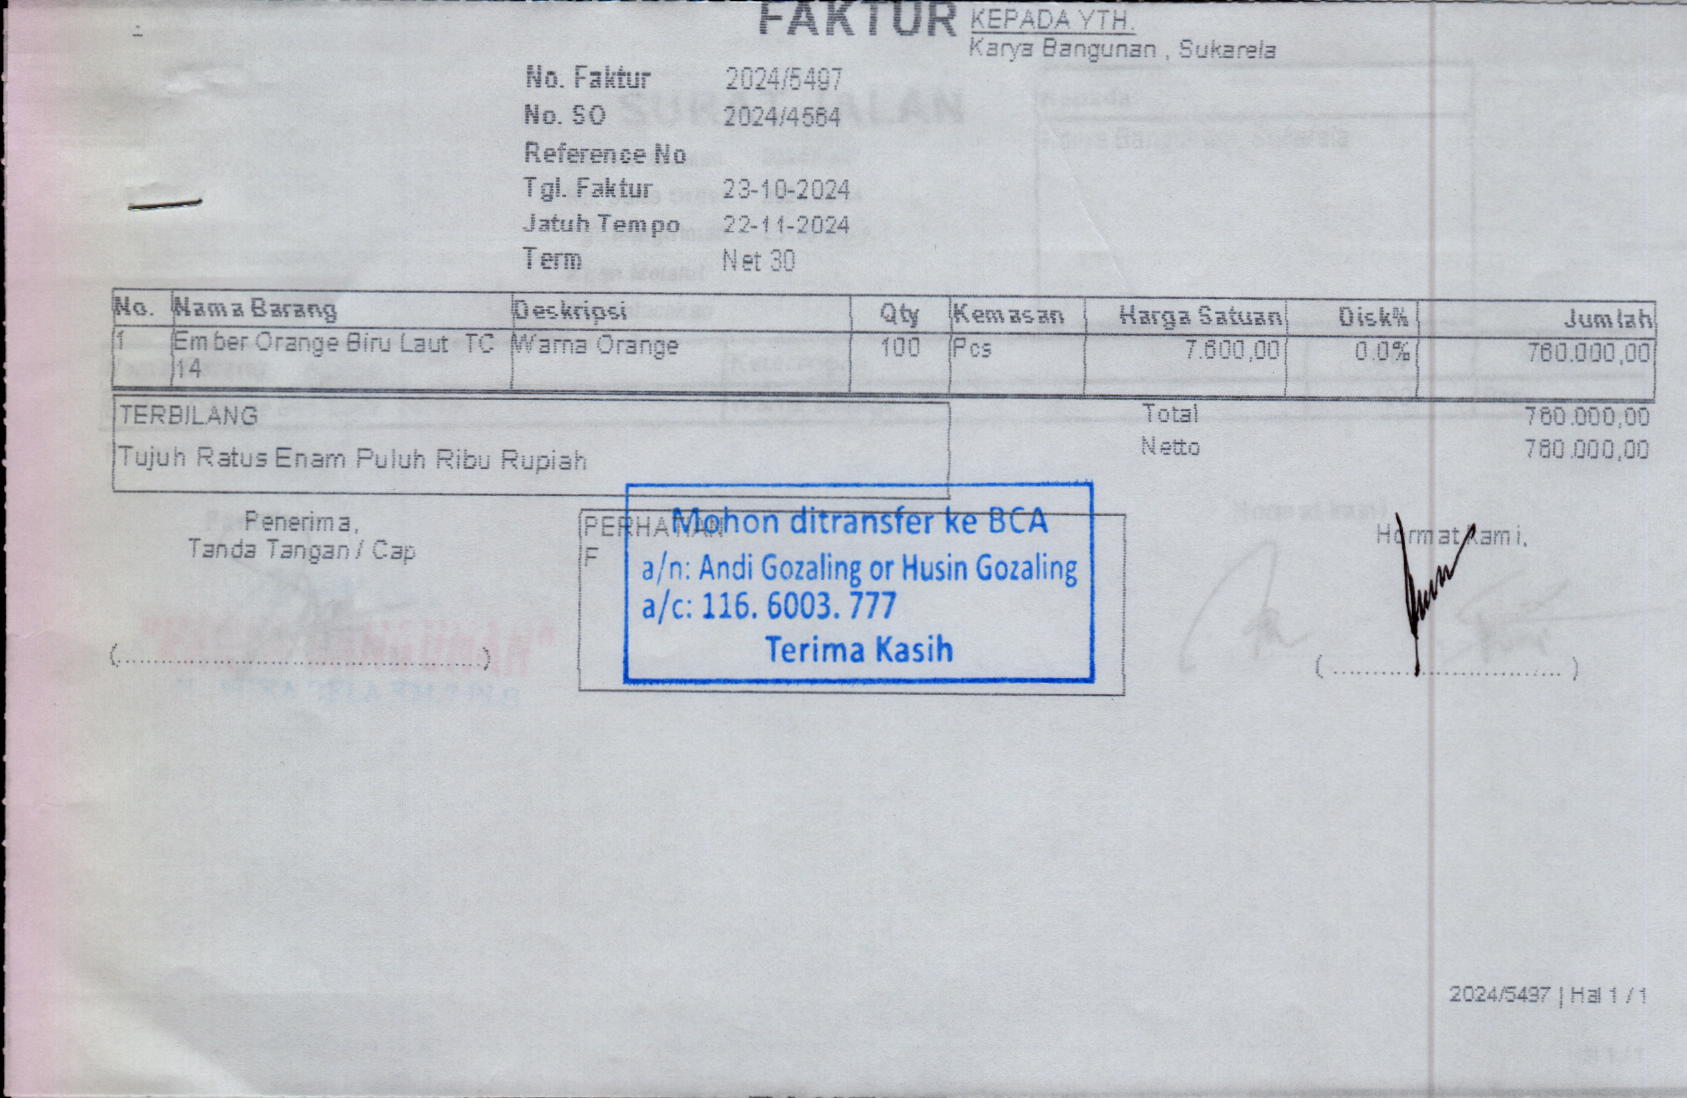 FAKTUR
KEPADA YTH.
Karya Bangunan , Sukarela
No. Faktur 2024/5497
No. SO 2024/4564
Reference No
Tgl. Faktur 23-10-2024
Jatuh Tempo 22-11-2024
Term Net 30
No. Nama Barang Deskripsi Qty Kemasan Harga Satuan Disk% Jumlah
1 Ember Orange Biru Laut TC Warna Orange 100 Pcs 7.600,00 0.0% 760.000,00
14
TERBILANG
Total 760.000,00
Netto 760.000,00
Tujuh Ratus Enam Puluh Ribu Rupiah
Penerima,
Tanda Tangan / Cap
(........................................)
PERHATIAN
F
Mohon ditransfer ke BCA
a/n: Andi Gozaling or Husin Gozaling
a/c: 116. 6003. 777
Terima Kasih
Hormat Kami,
(............................)
2024/5497 | Hal 1 / 1